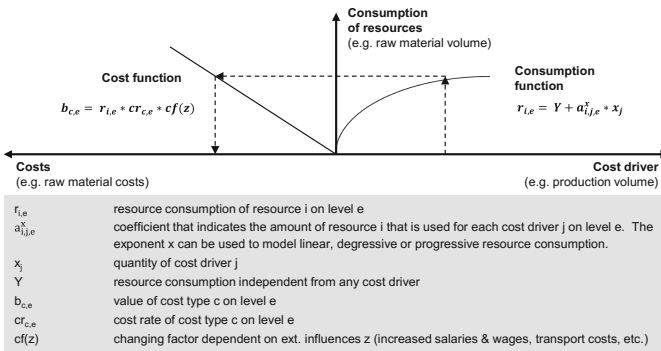 Consumption
of resources
(e.g. raw material volume)
Cost function
b_{c,e} = r_{i,e} * cr_{c,e} * cf(z)
Consumption
function
r_{i,e} = Y + a^x_{i,j,e} * x_j
Costs
(e.g. raw material costs)
Cost driver
(e.g. production volume)
r_{i,e} resource consumption of resource i on level e
a^x_{i,j,e} coefficient that indicates the amount of resource i that is used for each cost driver j on level e. The
exponent x can be used to model linear, degressive or progressive resource consumption.
x_j quantity of cost driver j
Y resource consumption independent from any cost driver
b_{c,e} value of cost type c on level e
cr_{c,e} cost rate of cost type c on level e
cf(z) changing factor dependent on ext. influences z (increased salaries & wages, transport costs, etc.)